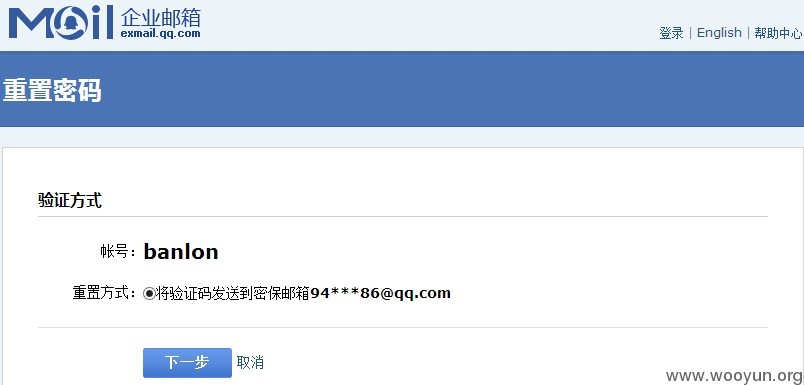 Mail 企业邮箱
exmail.qq.com
登录 | English | 帮助中心
重置密码
验证方式
帐号： banlon
重置方式： 将验证码发送到密保邮箱94***86@qq.com
下一步 取消
www.wooyun.org